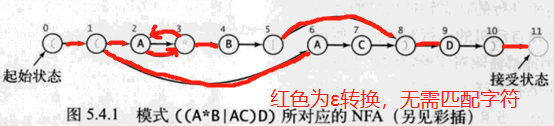 0 1 2 3 4 5 6 7 8 9 10 11
( ( A * B | A C ) D )
起始状态
接受状态
红色为ε转换，无需匹配字符
图 5.4.1 模式 ((A*B|AC)D) 所对应的 NFA (另见彩插)